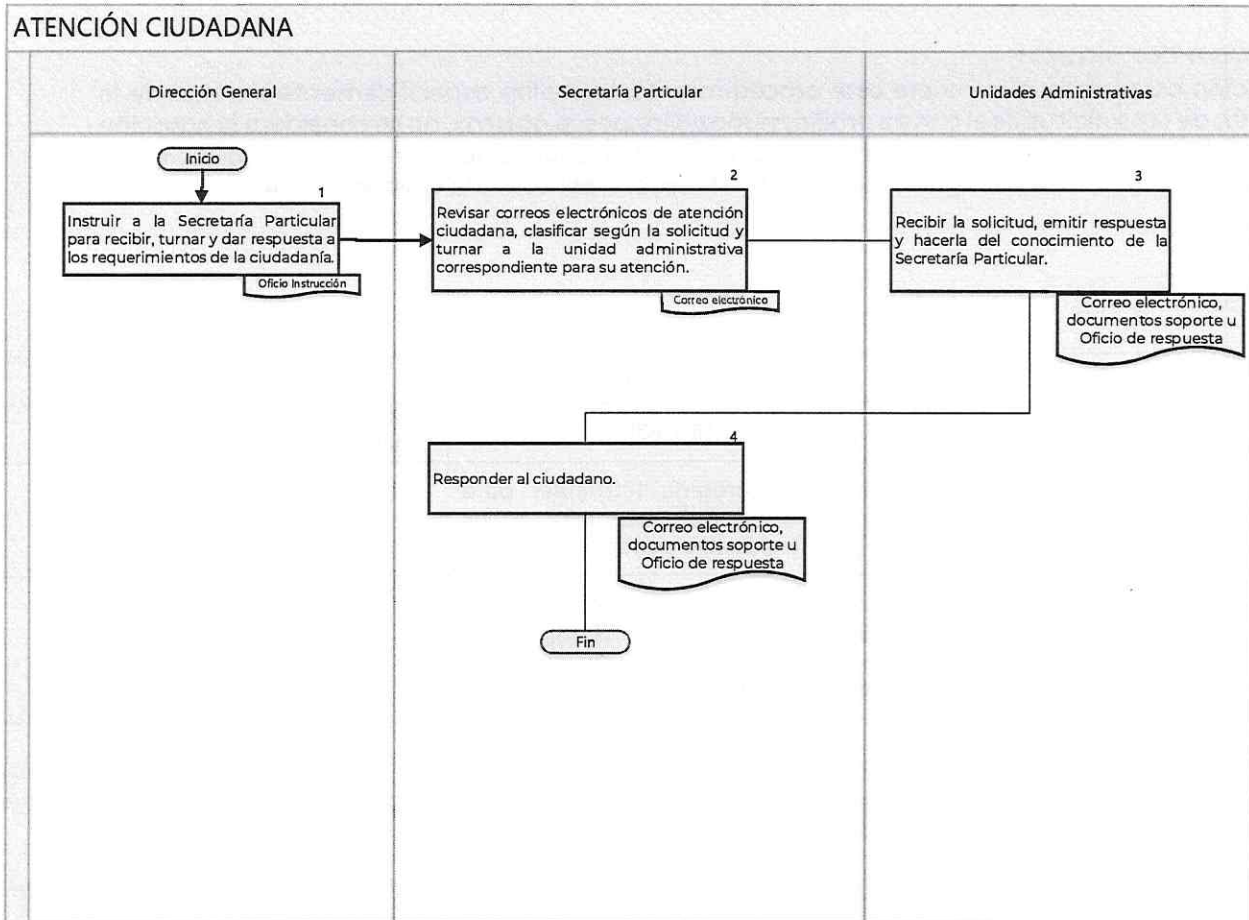 ATENCIÓN CIUDADANA
Dirección General
Secretaría Particular
Unidades Administrativas
Inicio
1
Instruir a la Secretaría Particular
para recibir, turnar y dar respuesta a
los requerimientos de la ciudadanía.
Oficio Instrucción
2
Revisar correos electrónicos de atención
ciudadana, clasificar según la solicitud y
turnar a la unidad administrativa
correspondiente para su atención.
Correo electrónico
3
Recibir la solicitud, emitir respuesta
y hacerla del conocimiento de la
Secretaría Particular.
Correo electrónico,
documentos soporte u
Oficio de respuesta
4
Responder al ciudadano.
Correo electrónico,
documentos soporte u
Oficio de respuesta
Fin